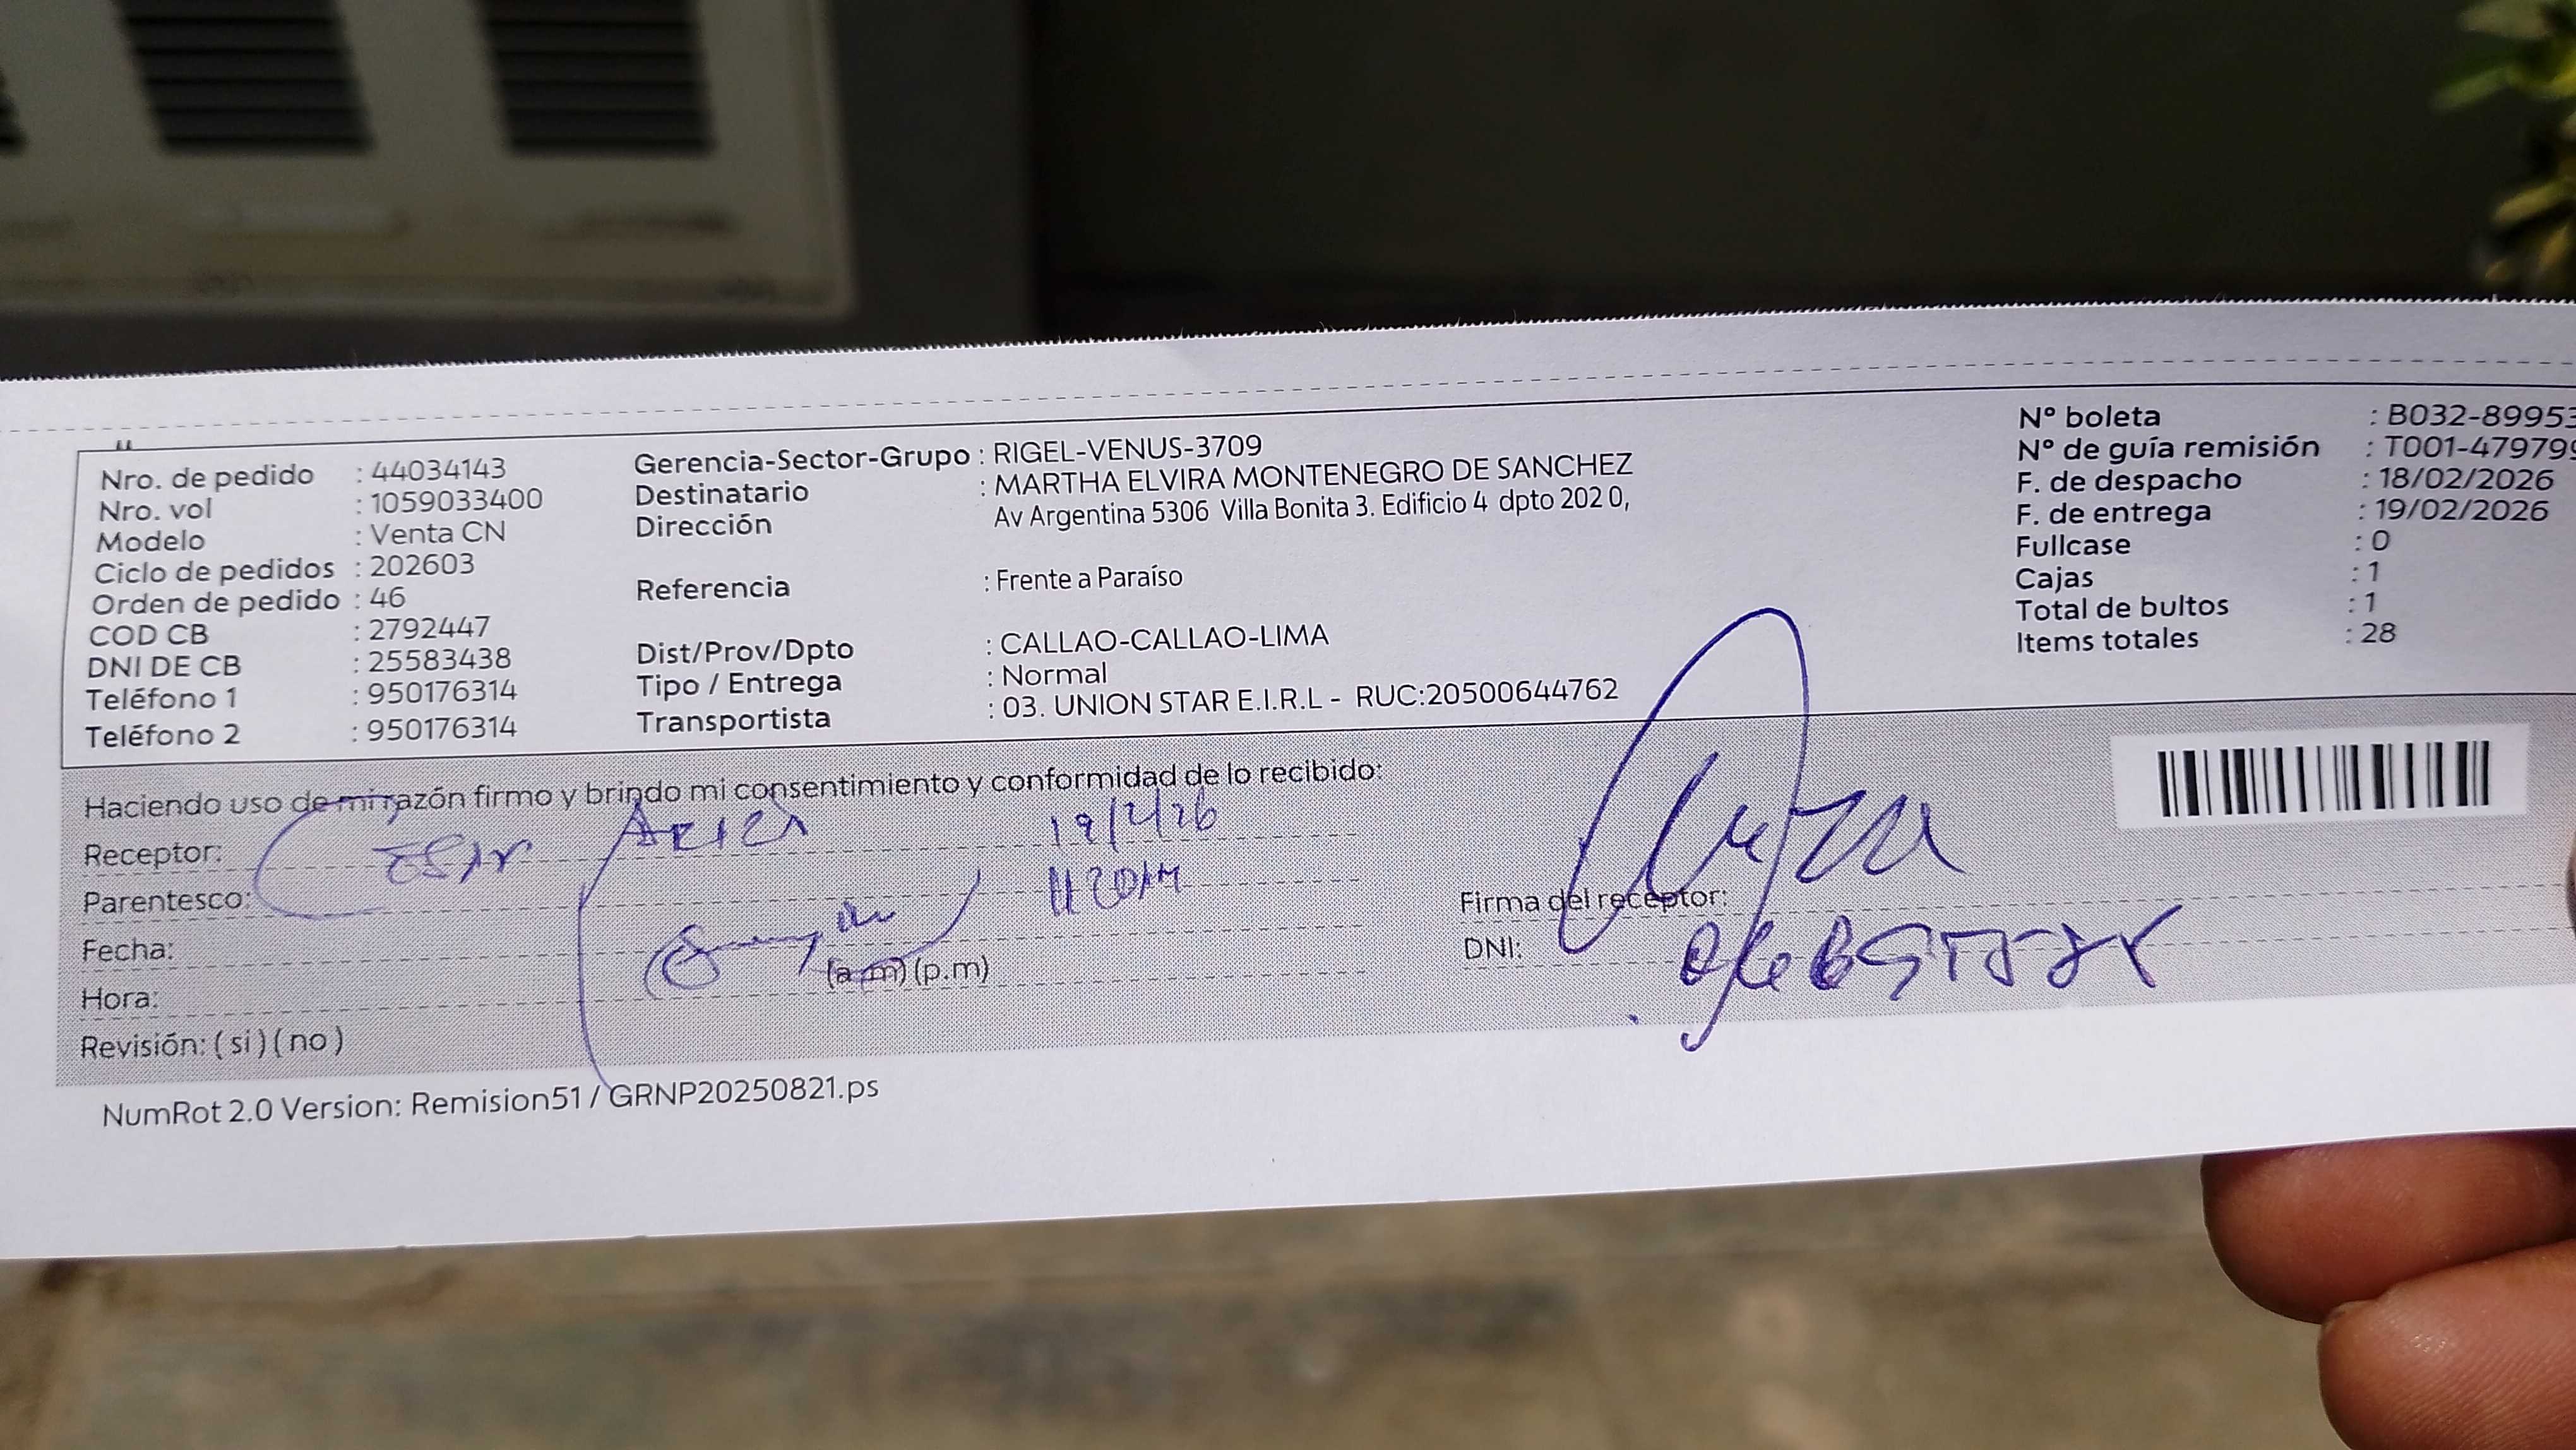 Nro. de pedido : 44034143
Nro. vol : 1059033400
Modelo : Venta CN
Ciclo de pedidos : 202603
Orden de pedido : 46
COD CB : 2792447
DNI DE CB : 25583438
Teléfono 1 : 950176314
Teléfono 2 : 950176314
Gerencia-Sector-Grupo : RIGEL-VENUS-3709
Destinatario : MARTHA ELVIRA MONTENEGRO DE SANCHEZ
Dirección Av Argentina 5306 Villa Bonita 3. Edificio 4 dpto 202 0,
Referencia : Frente a Paraíso
Dist/Prov/Dpto : CALLAO-CALLAO-LIMA
Tipo / Entrega : Normal
Transportista : 03. UNION STAR E.I.R.L - RUC:20500644762
N° boleta : B032-89953
N° de guía remisión : T001-479799
F. de despacho : 18/02/2026
F. de entrega : 19/02/2026
Fullcase : 0
Cajas : 1
Total de bultos : 1
Items totales : 28
Haciendo uso de mi razón firmo y brindo mi consentimiento y conformidad de lo recibido:
Receptor: 19/2/26
Parentesco: 11 20AM
Fecha:
Hora: (a.m) (p.m)
Revisión: ( si ) ( no )
Firma del receptor:
DNI:
NumRot 2.0 Version: Remision51 / GRNP20250821.ps